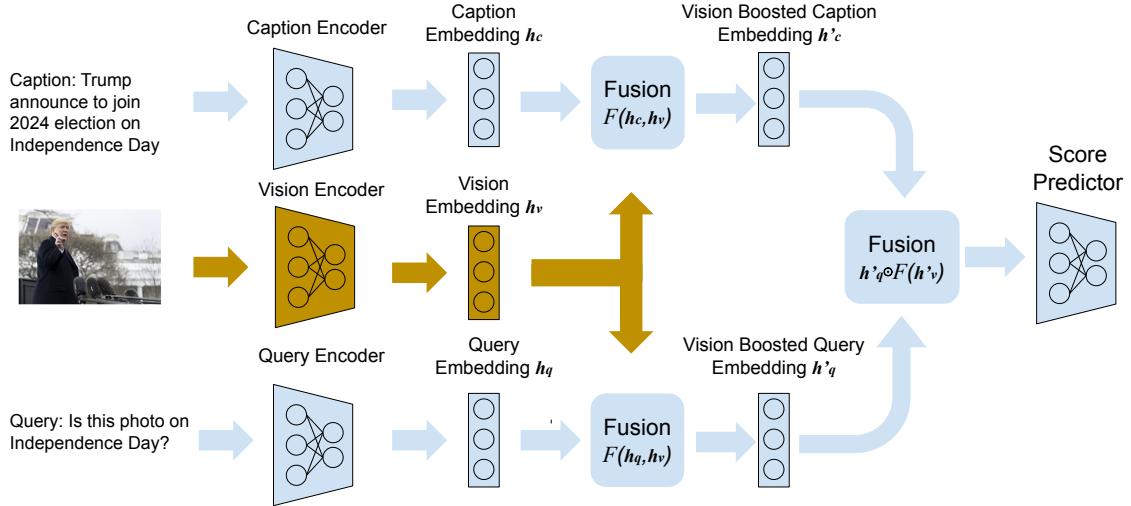 Caption Encoder
Caption
Embedding hc
Vision Boosted Caption
Embedding h'c
Caption: Trump
announce to join
2024 election on
Independence Day
Fusion
F(hc,hv)
Vision Encoder
Vision
Embedding hv
Score
Predictor
Fusion
h'q⊙F(h'v)
Query Encoder
Query
Embedding hq
Vision Boosted Query
Embedding h'q
Query: Is this photo on
Independence Day?
Fusion
F(hq,hv)